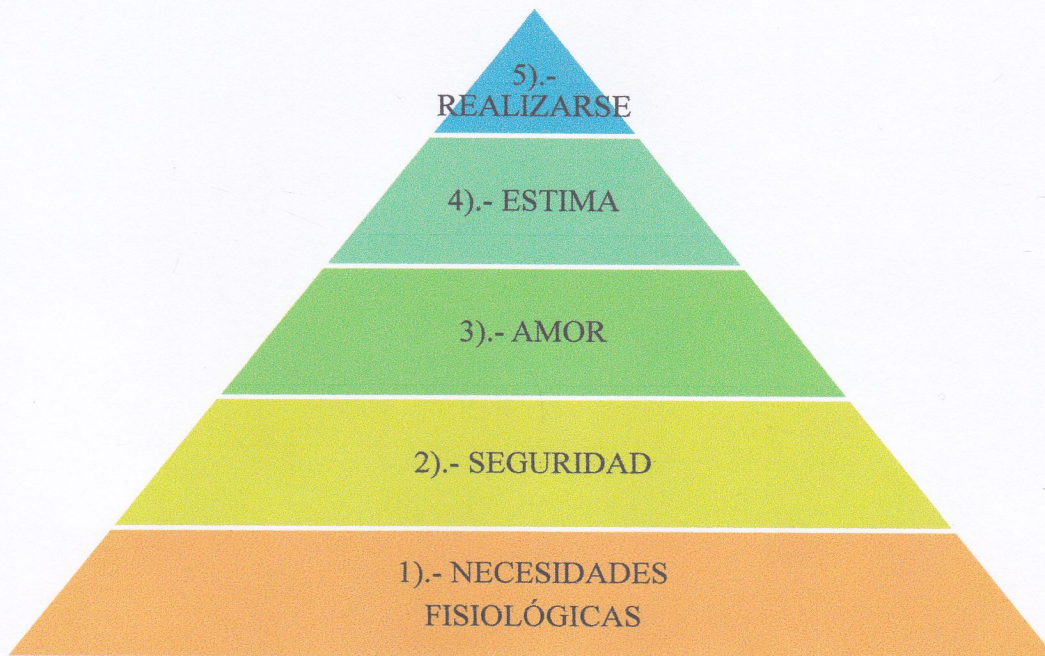 5).-
REALIZARSE
4).- ESTIMA
3).- AMOR
2).- SEGURIDAD
1).- NECESIDADES
FISIOLÓGICAS